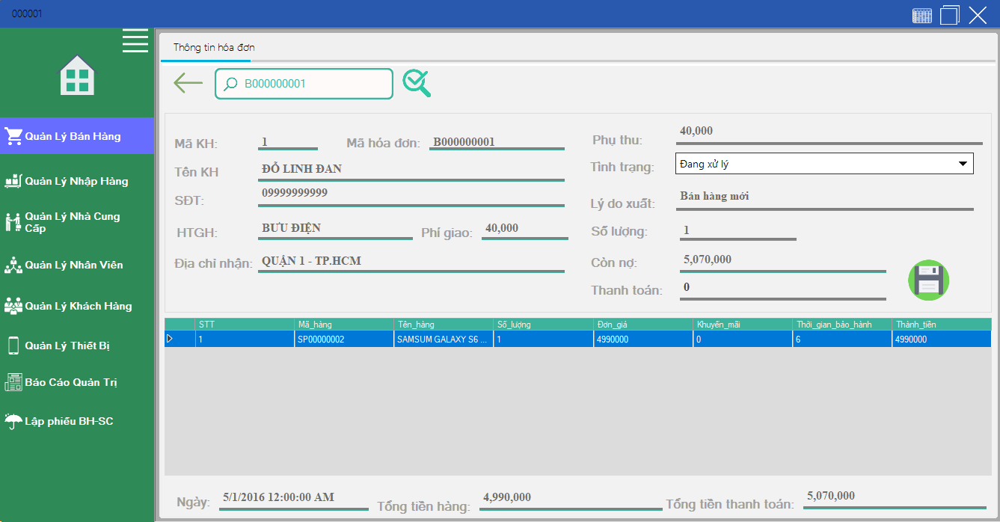 000001
Thông tin hóa đơn
B000000001
Quản Lý Bán Hàng
Quản Lý Nhập Hàng
Quản Lý Nhà Cung
Cấp
Quản Lý Nhân Viên
Quản Lý Khách Hàng
Quản Lý Thiết Bị
Báo Cáo Quản Trị
Lập phiếu BH-SC
Mã KH: 1 Mã hóa đơn: B000000001
Tên KH ĐỖ LINH ĐAN
SĐT: 09999999999
HTGH: BƯU ĐIỆN Phí giao: 40,000
Địa chỉ nhận: QUẬN 1 - TP.HCM
Phụ thu: 40,000
Tình trạng: Đang xử lý
Lý do xuất: Bán hàng mới
Số lượng: 1
Còn nợ: 5,070,000
Thanh toán: 0
STT Mã_hàng Tên_hàng Số_lượng Đơn_giá Khuyến_mãi Thời_gian_bảo_hành Thành_tiền
1 SP00000002 SAMSUM GALAXY S6 ... 1 4990000 0 6 4990000
Ngày: 5/1/2016 12:00:00 AM Tổng tiền hàng: 4,990,000 Tổng tiền thanh toán: 5,070,000